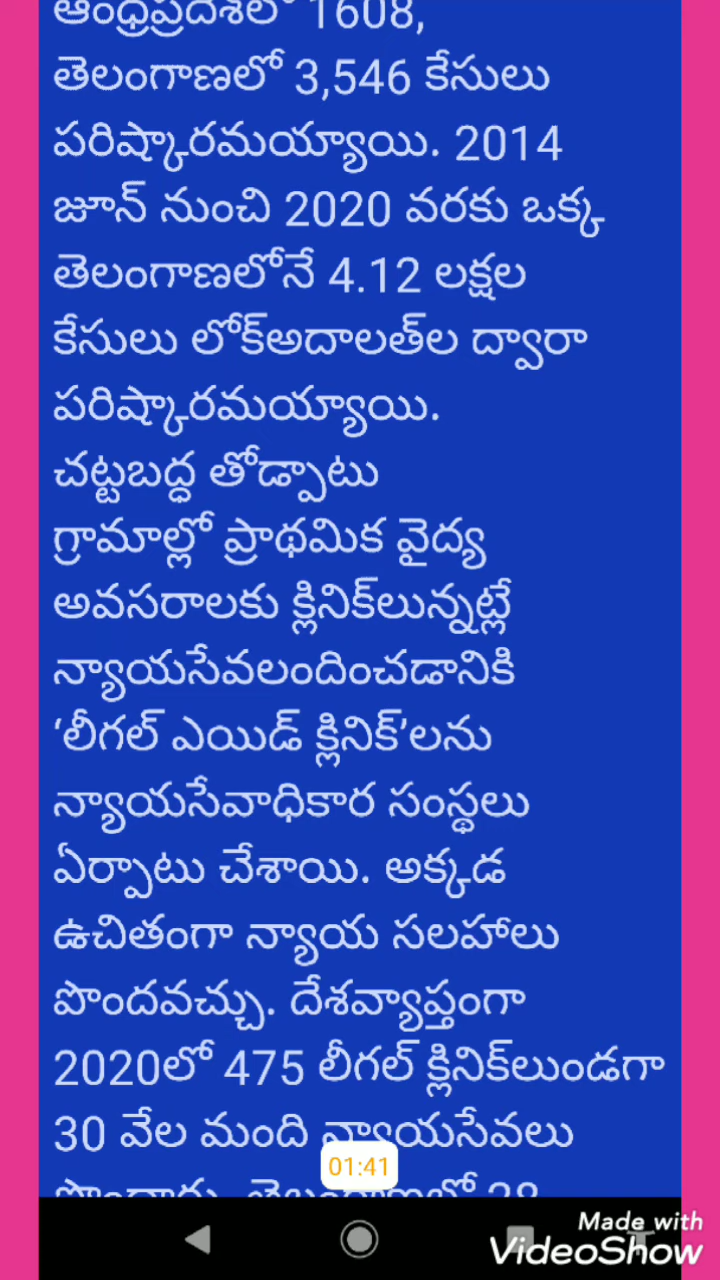 ఆంధ్రప్రదేశ్‌లో 1608,
తెలంగాణలో 3,546 కేసులు
పరిష్కారమయ్యాయి. 2014
జూన్ నుంచి 2020 వరకు ఒక్క
తెలంగాణలోనే 4.12 లక్షల
కేసులు లోక్‌అదాలత్‌ల ద్వారా
పరిష్కారమయ్యాయి.
చట్టబద్ధ తోడ్పాటు
గ్రామాల్లో ప్రాథమిక వైద్య
అవసరాలకు క్లినిక్‌లున్నట్లే
న్యాయసేవలందించడానికి
‘లీగల్ ఎయిడ్ క్లినిక్’లను
న్యాయసేవాధికార సంస్థలు
ఏర్పాటు చేశాయి. అక్కడ
ఉచితంగా న్యాయ సలహాలు
పొందవచ్చు. దేశవ్యాప్తంగా
2020లో 475 లీగల్ క్లినిక్‌లుండగా
30 వేల మంది న్యాయసేవలు
01:41
Made with
VideoShow